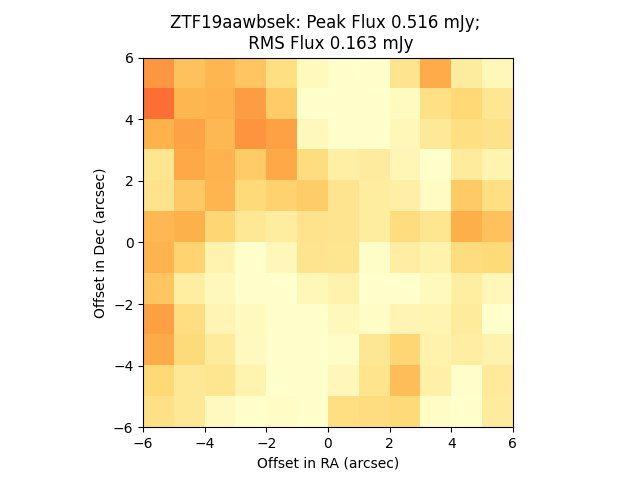 ZTF19aawbsek: Peak Flux 0.516 mJy;
RMS Flux 0.163 mJy
6
4
2
0
−2
−4
−6
Offset in Dec (arcsec)
−6 −4 −2 0 2 4 6
Offset in RA (arcsec)